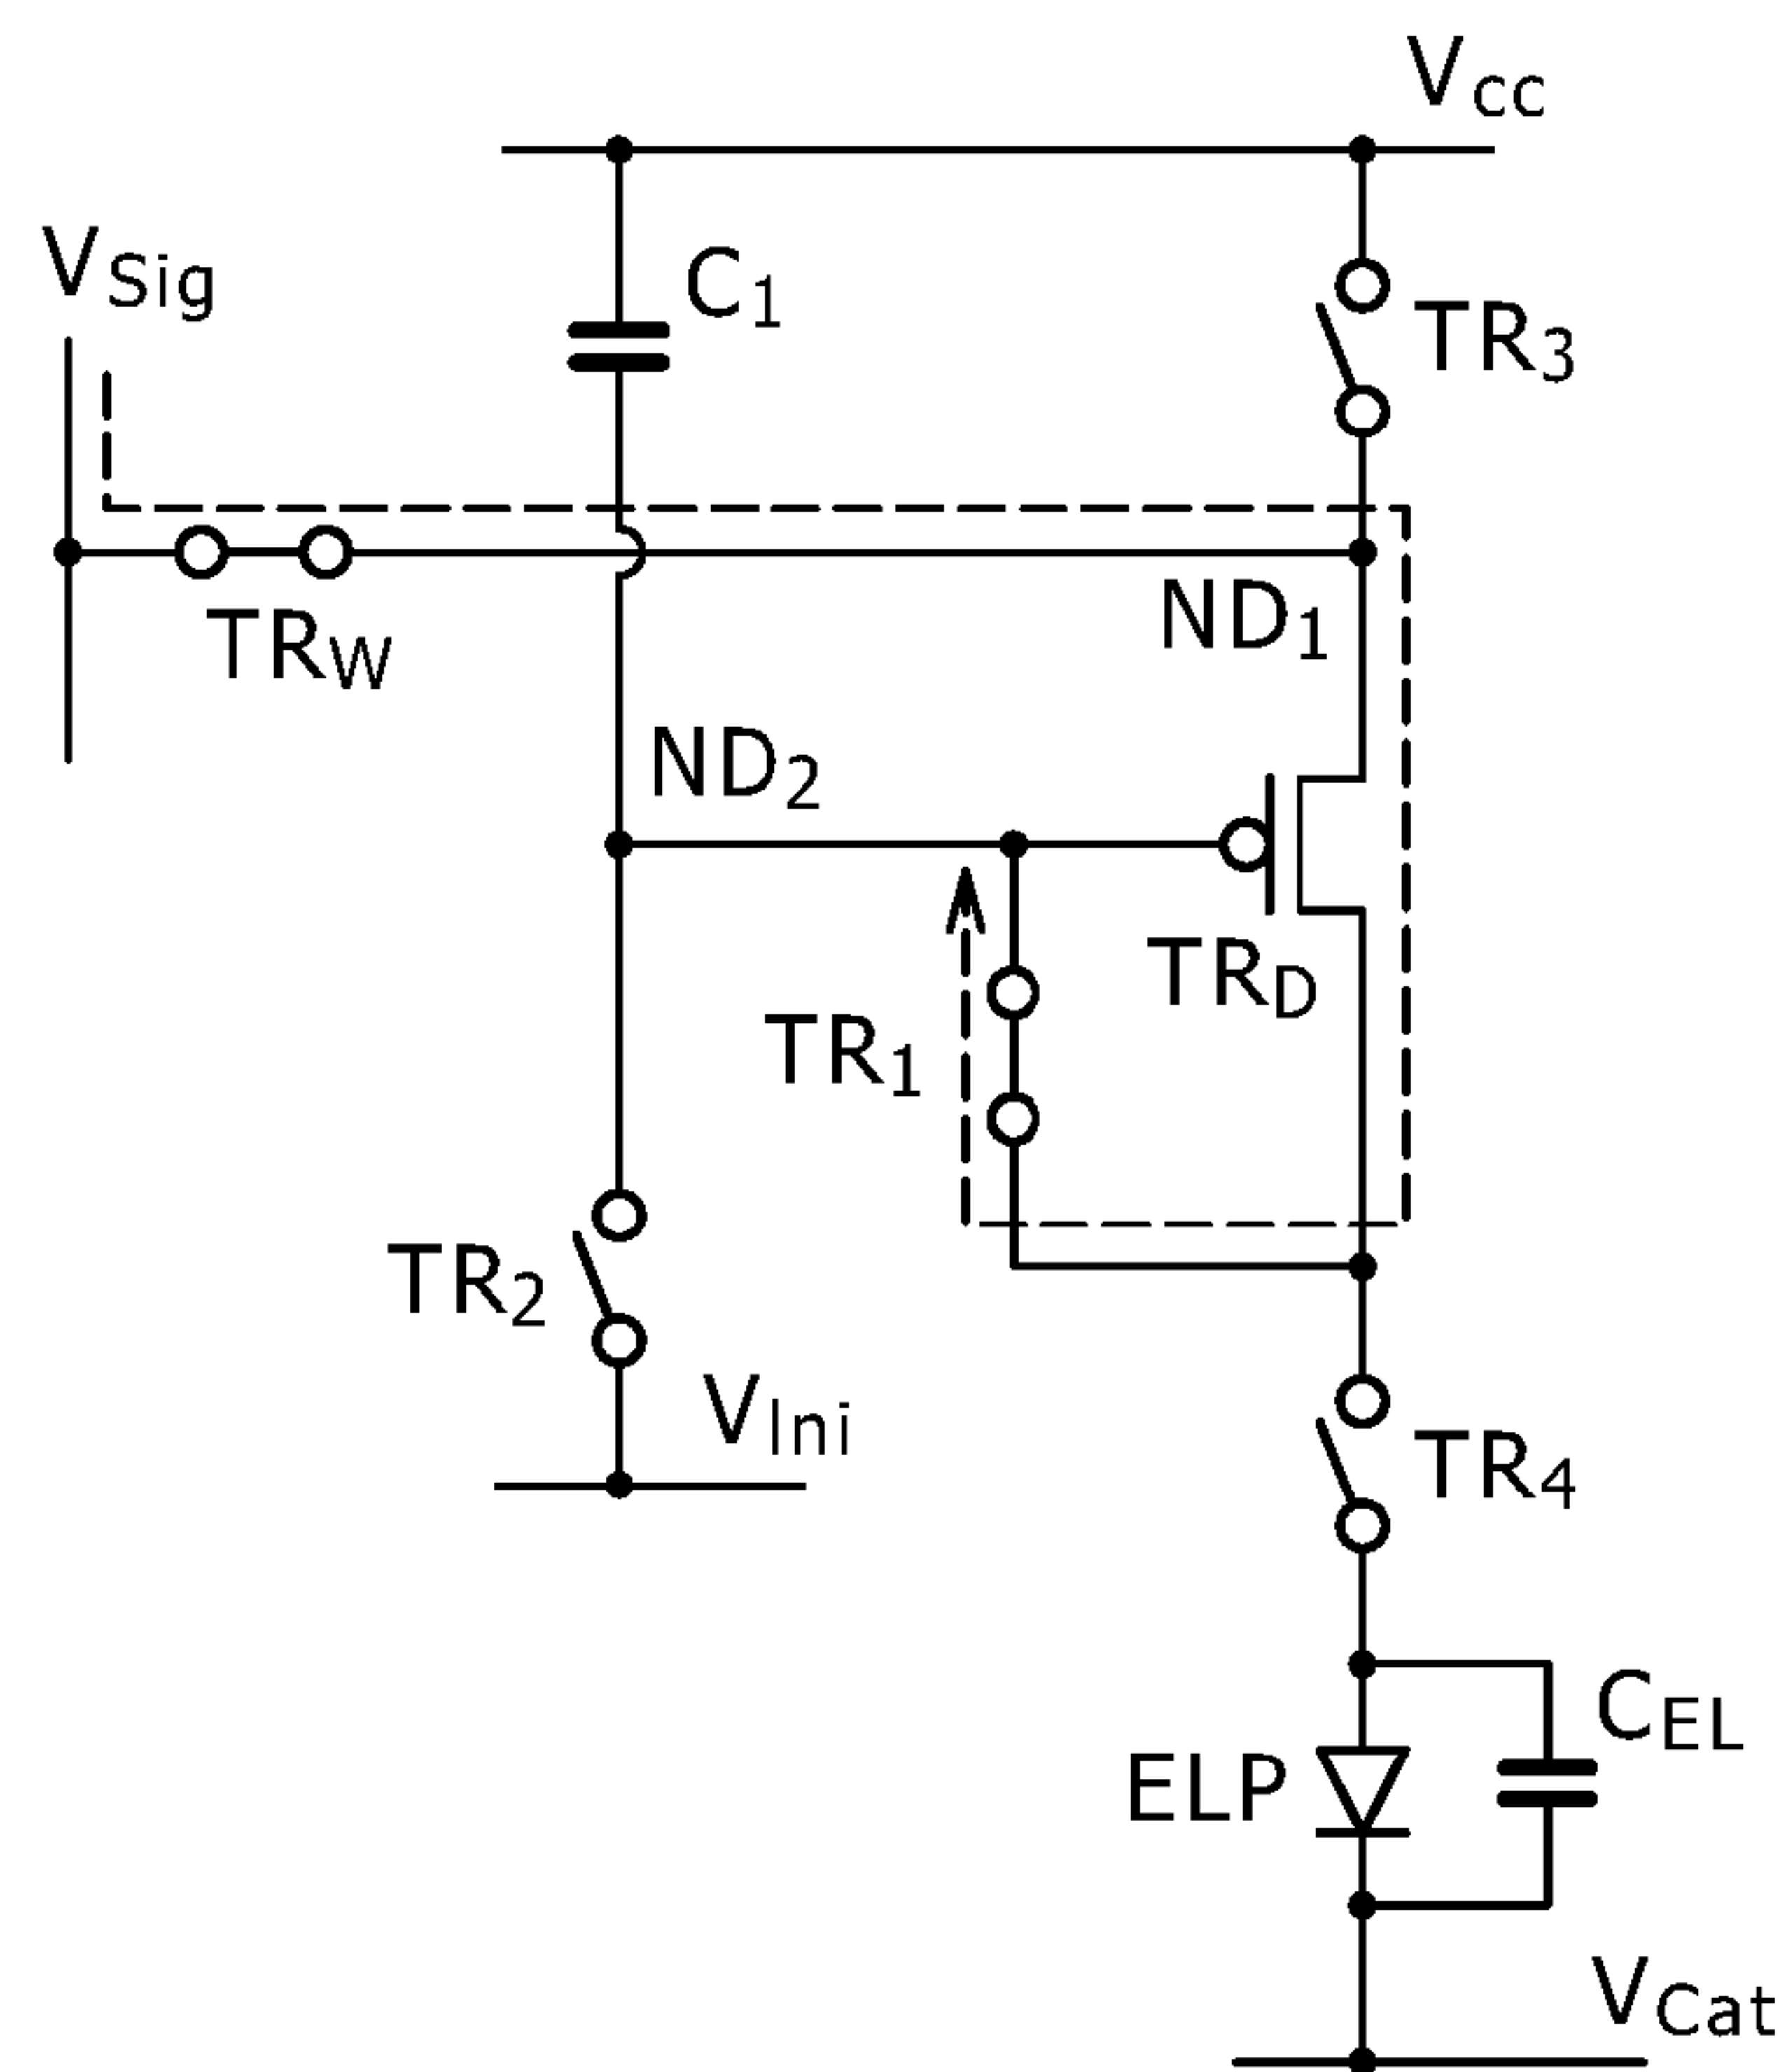 Vcc
VSig
C1
TR3
TRW
ND1
ND2
TRD
TR1
TR2
VIni
TR4
CEL
ELP
VCat